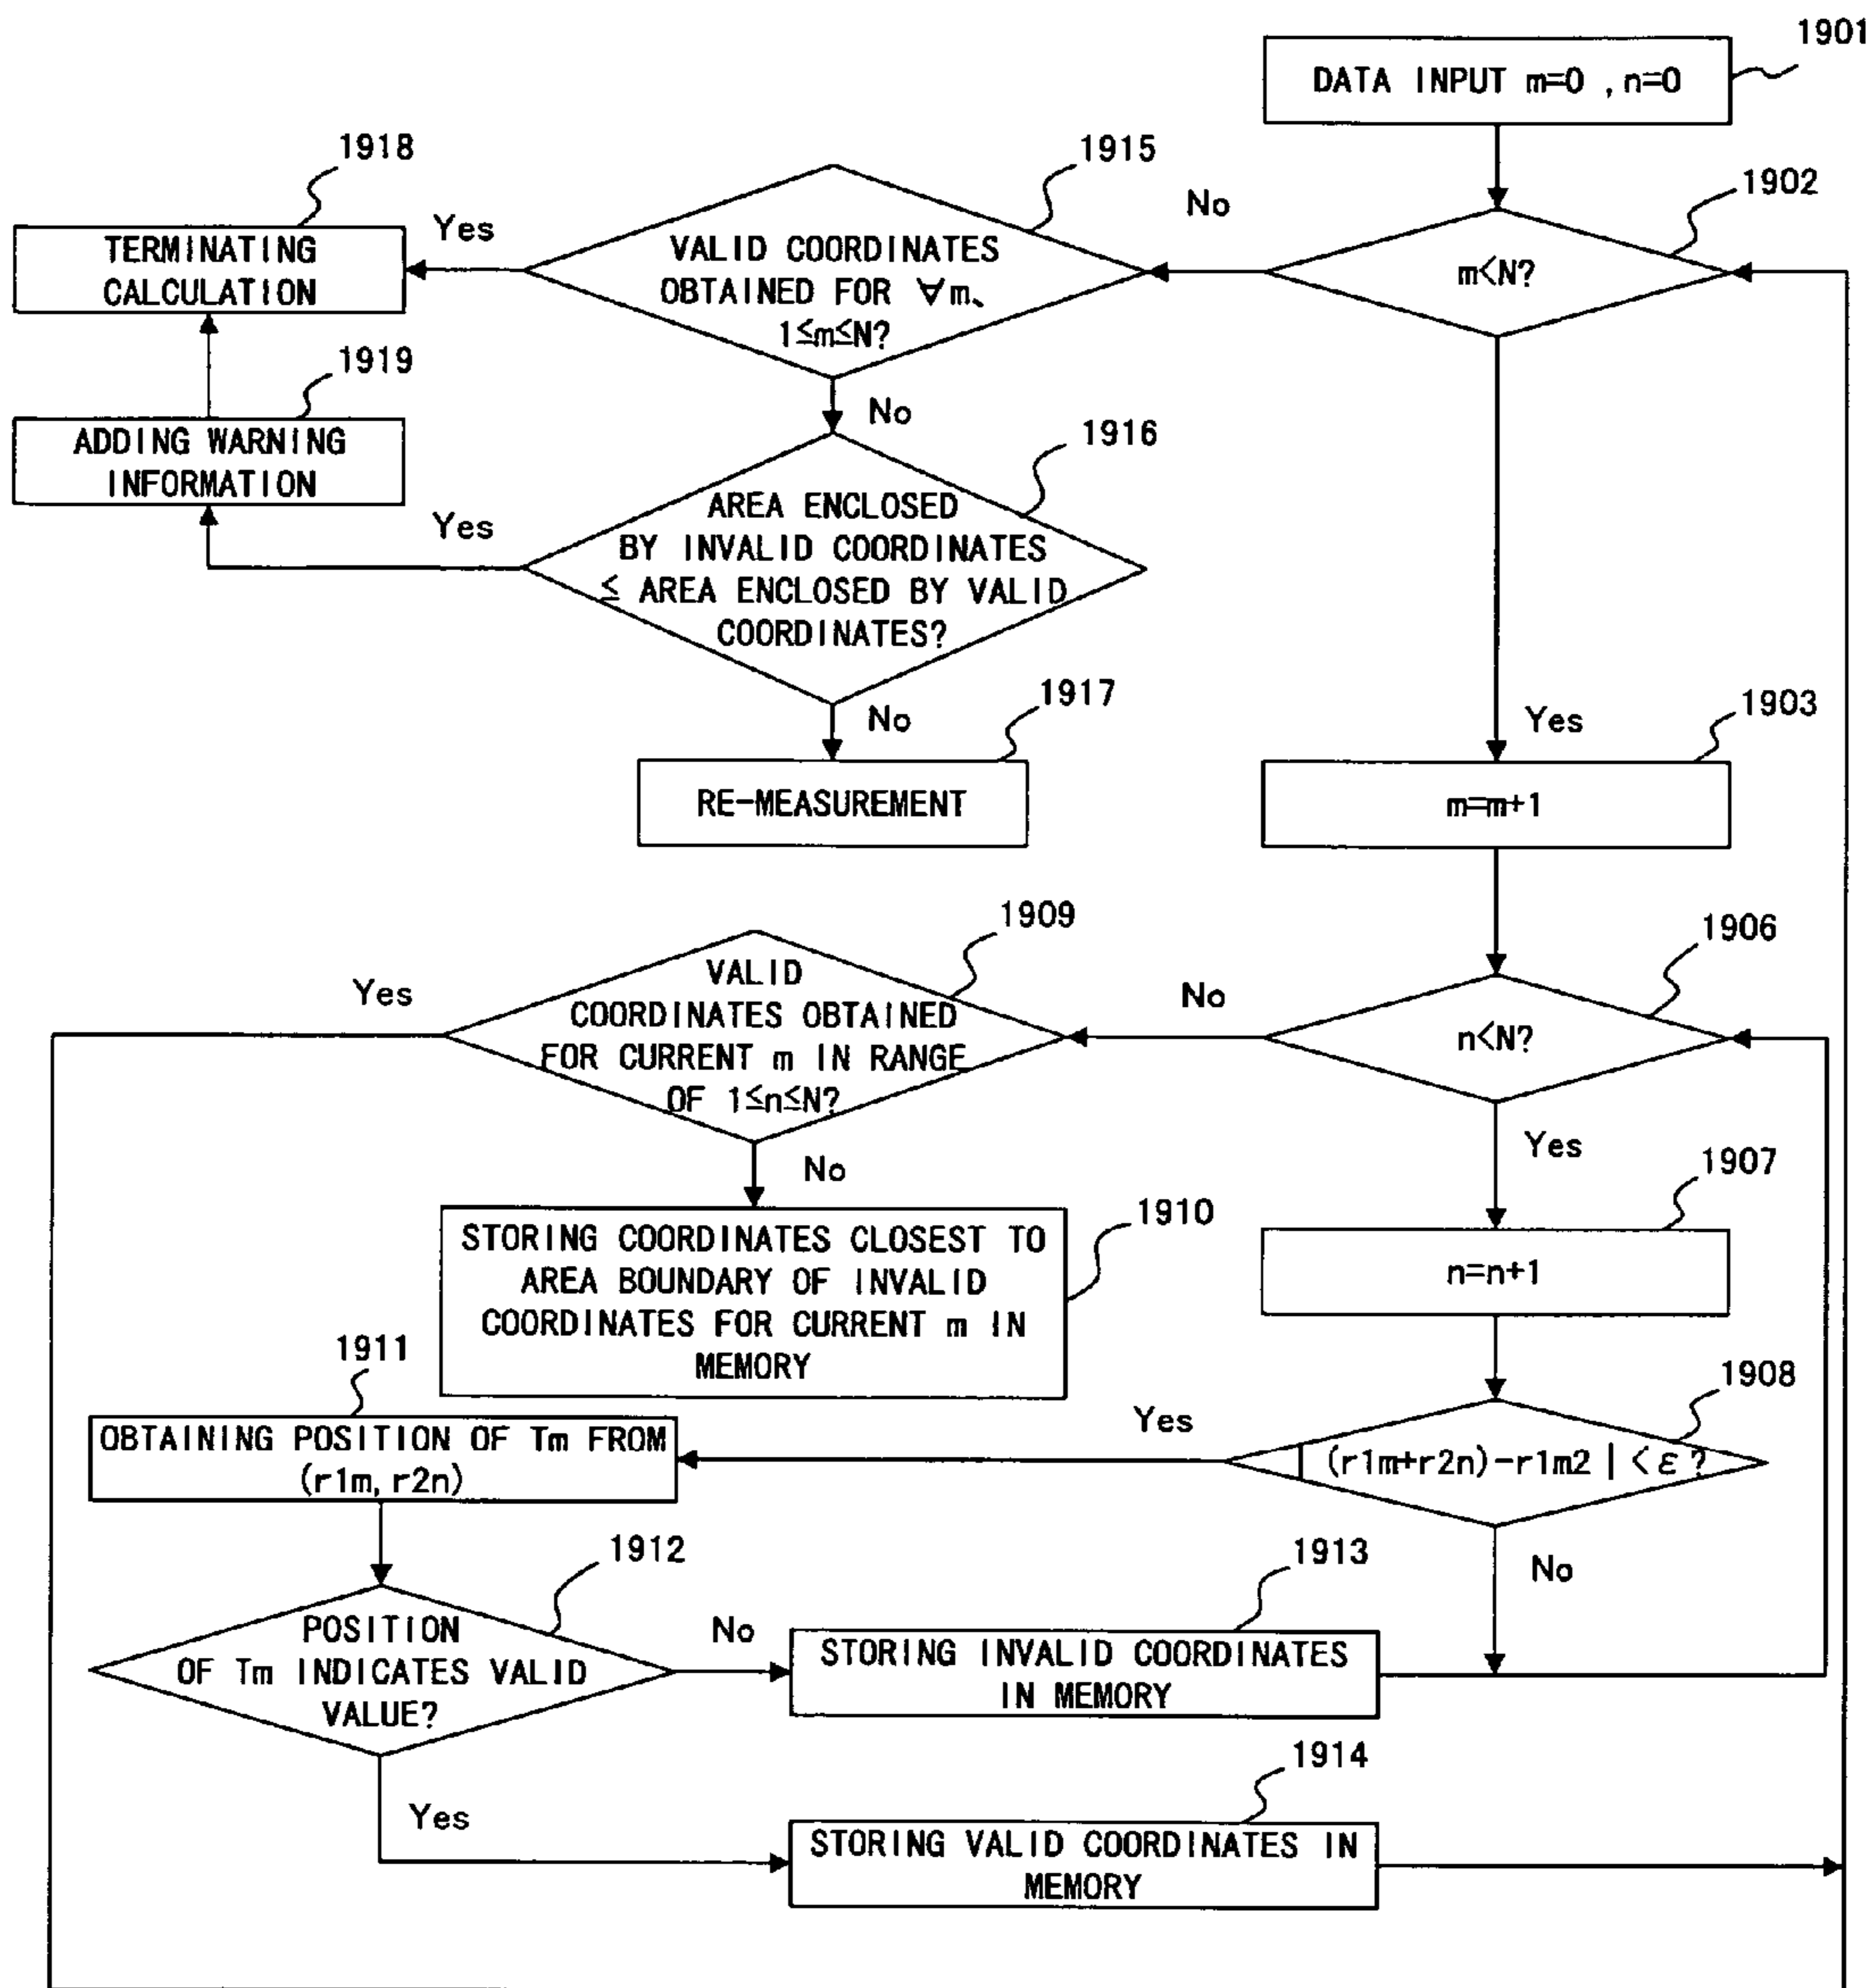 1901
DATA INPUT m=0 ,n=0
1902
m<N?
No
Yes
1915
VALID COORDINATES
OBTAINED FOR ∀m、
1≤m≤N?
Yes
No
1918
TERMINATING
CALCULATION
1919
ADDING WARNING
INFORMATION
1916
AREA ENCLOSED
BY INVALID COORDINATES
≤ AREA ENCLOSED BY VALID
COORDINATES?
Yes
No
1917
RE-MEASUREMENT
1903
m=m+1
1906
n<N?
No
Yes
1909
VALID
COORDINATES OBTAINED
FOR CURRENT m IN RANGE
OF 1≤n≤N?
Yes
No
1910
STORING COORDINATES CLOSEST TO
AREA BOUNDARY OF INVALID
COORDINATES FOR CURRENT m IN
MEMORY
1907
n=n+1
1908
| (r1m+r2n)-r1m2 | <ε?
Yes
No
1911
OBTAINING POSITION OF Tm FROM
(r1m, r2n)
1912
POSITION
OF Tm INDICATES VALID
VALUE?
No
Yes
1913
STORING INVALID COORDINATES
IN MEMORY
1914
STORING VALID COORDINATES IN
MEMORY